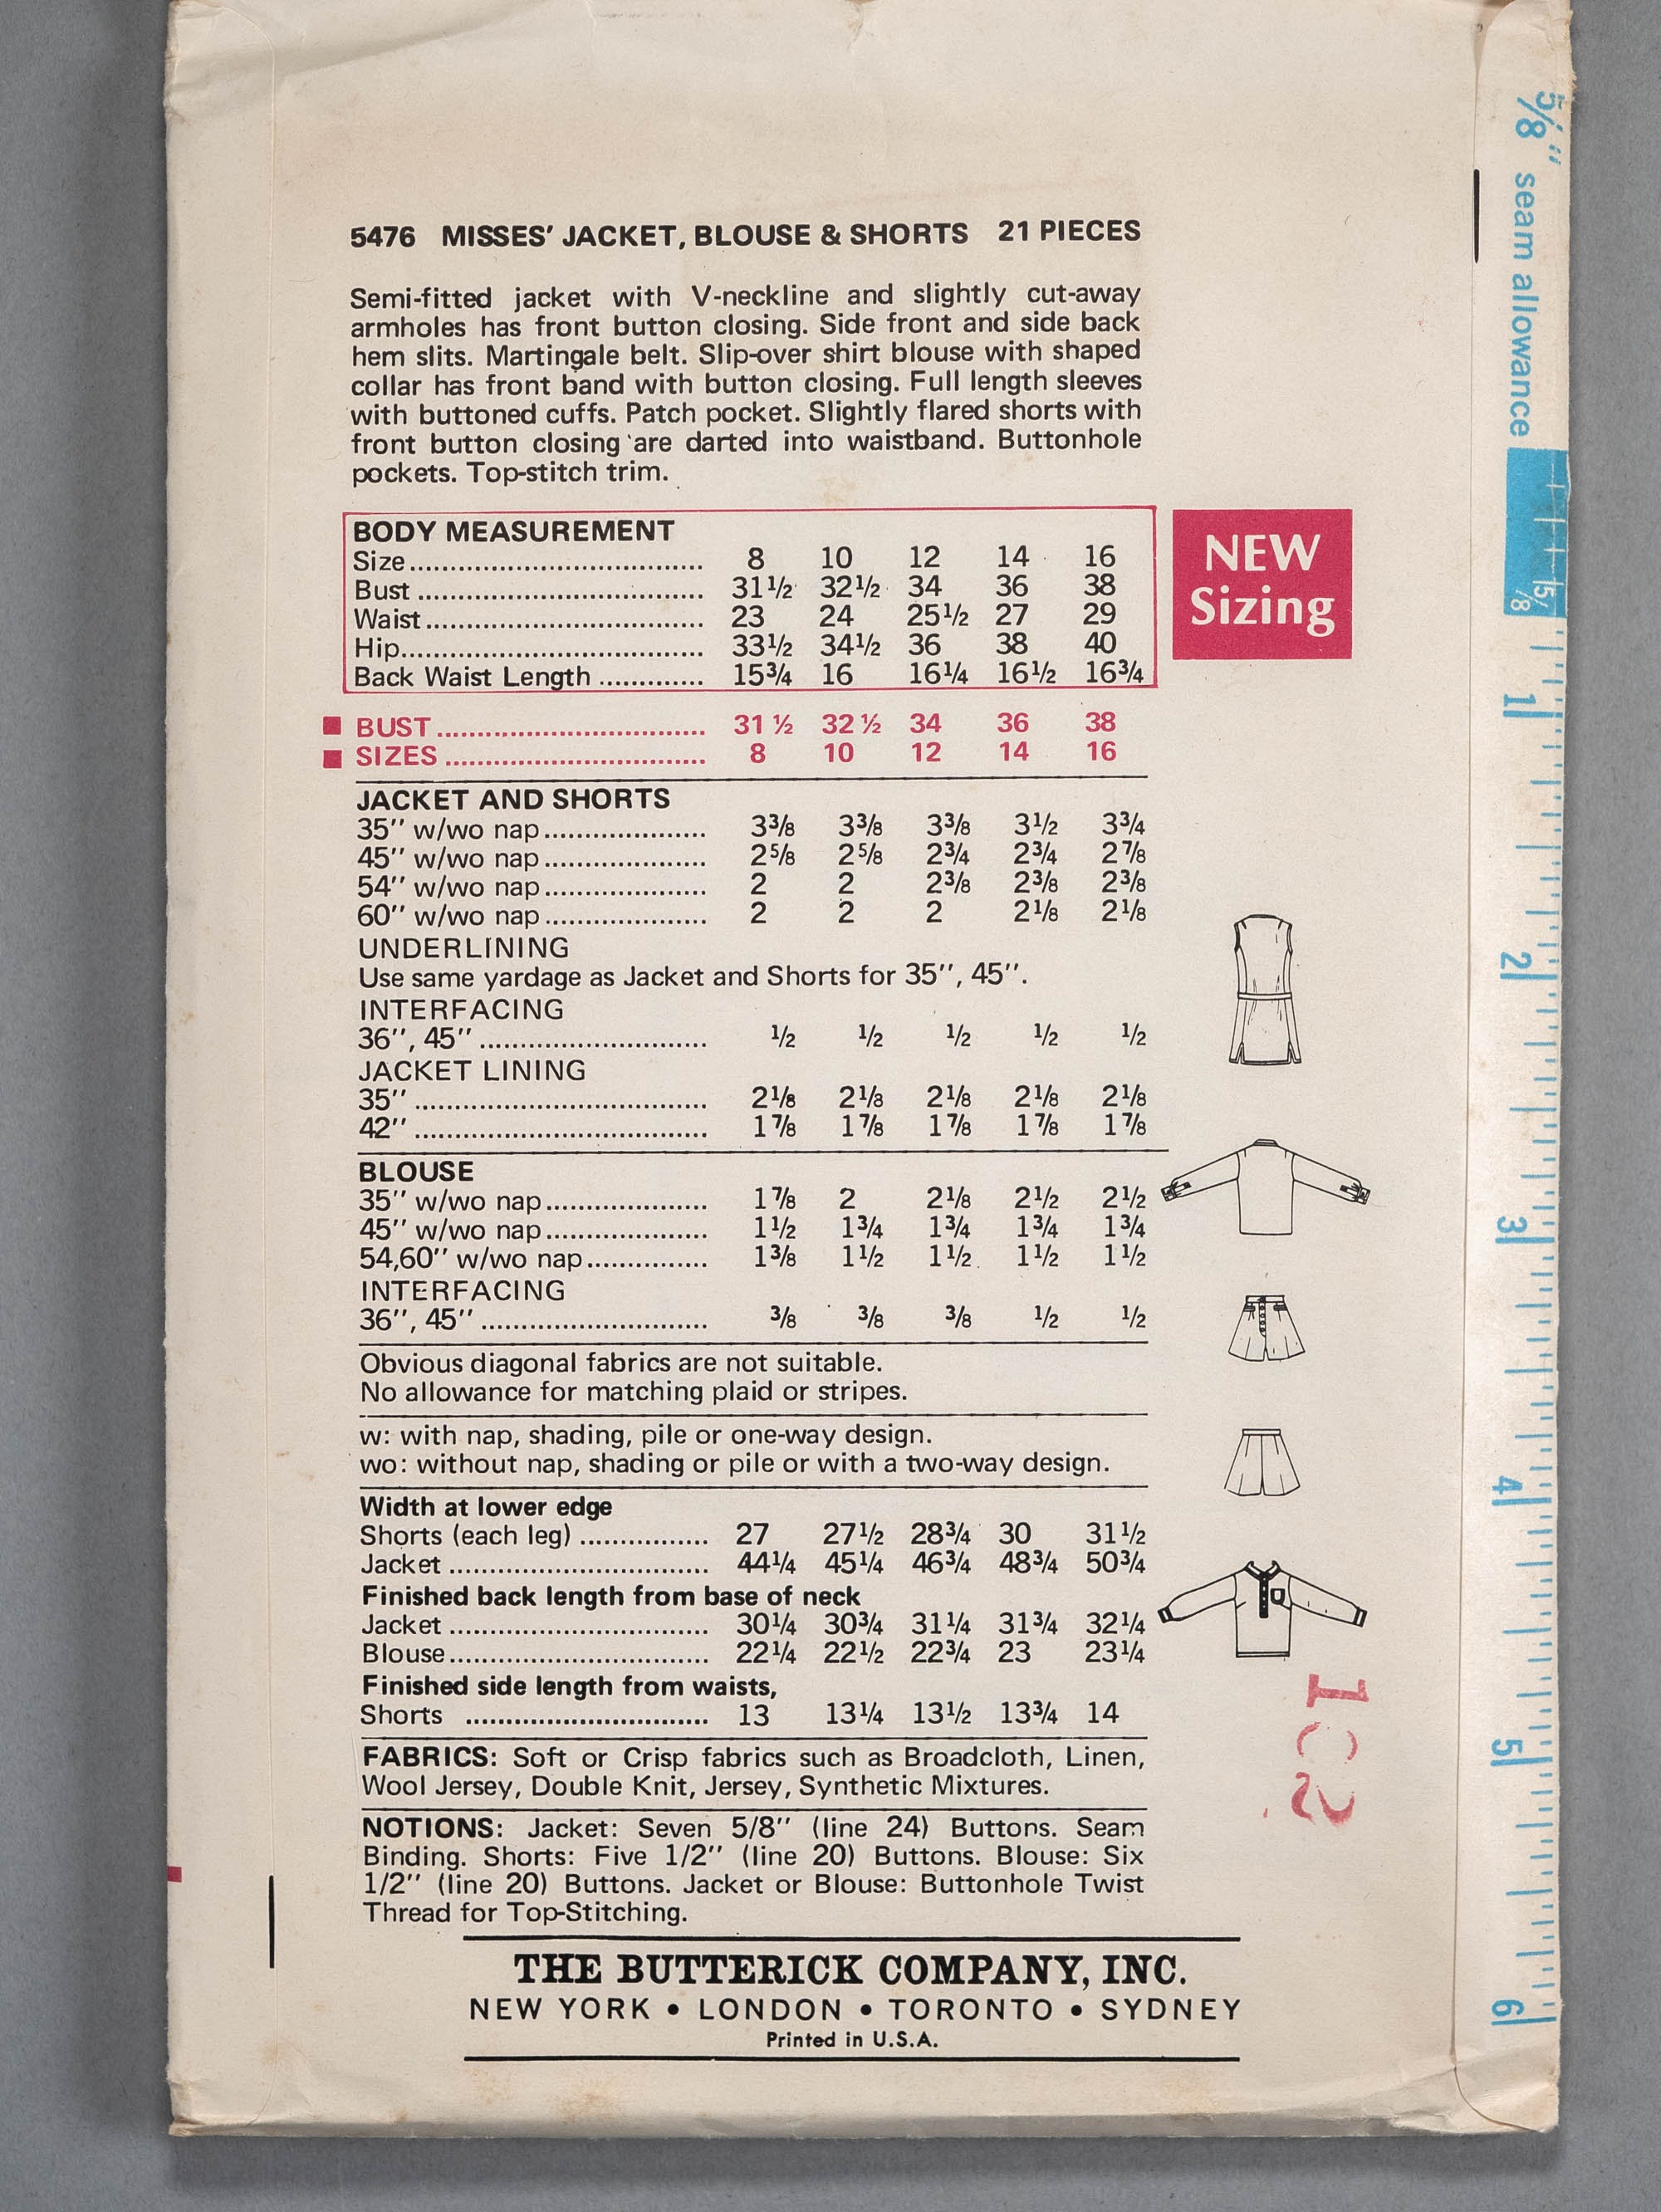 5476 MISSES' JACKET, BLOUSE & SHORTS 21 PIECES
Semi-fitted jacket with V-neckline and slightly cut-away
armholes has front button closing. Side front and side back
hem slits. Martingale belt. Slip-over shirt blouse with shaped
collar has front band with button closing. Full length sleeves
with buttoned cuffs. Patch pocket. Slightly flared shorts with
front button closing are darted into waistband. Buttonhole
pockets. Top-stitch trim.
BODY MEASUREMENT
Size 8 10 12 14 16
Bust 31½ 32½ 34 36 38
Waist 23 24 25½ 27 29
Hip 33½ 34½ 36 38 40
Back Waist Length 15¾ 16 16¼ 16½ 16¾
NEW
Sizing
BUST 31 ½ 32 ½ 34 36 38
SIZES 8 10 12 14 16
JACKET AND SHORTS
35" w/wo nap 3⅜ 3⅜ 3⅜ 3½ 3¾
45" w/wo nap 2⅝ 2⅝ 2¾ 2¾ 2⅞
54" w/wo nap 2 2 2⅜ 2⅜ 2⅜
60" w/wo nap 2 2 2 2⅛ 2⅛
UNDERLINING
Use same yardage as Jacket and Shorts for 35", 45".
INTERFACING
36", 45" ½ ½ ½ ½ ½
JACKET LINING
35" 2⅛ 2⅛ 2⅛ 2⅛ 2⅛
42" 1⅞ 1⅞ 1⅞ 1⅞ 1⅞
BLOUSE
35" w/wo nap 1⅞ 2 2⅛ 2½ 2½
45" w/wo nap 1½ 1¾ 1¾ 1¾ 1¾
54,60" w/wo nap 1⅜ 1½ 1½ 1½ 1½
INTERFACING
36", 45" ⅜ ⅜ ⅜ ½ ½
Obvious diagonal fabrics are not suitable.
No allowance for matching plaid or stripes.
w: with nap, shading, pile or one-way design.
wo: without nap, shading or pile or with a two-way design.
Width at lower edge
Shorts (each leg) 27 27½ 28¾ 30 31½
Jacket 44¼ 45¼ 46¾ 48¾ 50¾
Finished back length from base of neck
Jacket 30¼ 30¾ 31¼ 31¾ 32¼
Blouse 22¼ 22½ 22¾ 23 23¼
Finished side length from waists,
Shorts 13 13¼ 13½ 13¾ 14
FABRICS: Soft or Crisp fabrics such as Broadcloth, Linen,
Wool Jersey, Double Knit, Jersey, Synthetic Mixtures.
NOTIONS: Jacket: Seven 5/8" (line 24) Buttons. Seam
Binding. Shorts: Five 1/2" (line 20) Buttons. Blouse: Six
1/2" (line 20) Buttons. Jacket or Blouse: Buttonhole Twist
Thread for Top-Stitching.
THE BUTTERICK COMPANY, INC.
NEW YORK • LONDON • TORONTO • SYDNEY
Printed in U.S.A.
5/8" seam allowance
5/8
1
2
3
4
5
6
102